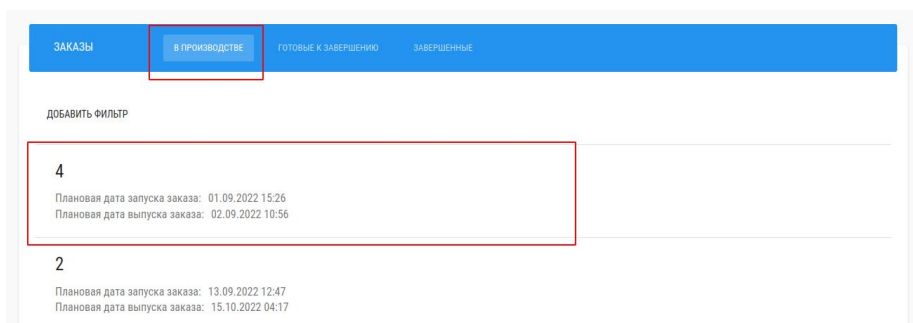 ЗАКАЗЫ В ПРОИЗВОДСТВЕ ГОТОВЫЕ К ЗАВЕРШЕНИЮ ЗАВЕРШЕННЫЕ
ДОБАВИТЬ ФИЛЬТР
4
Плановая дата запуска заказа: 01.09.2022 15:26
Плановая дата выпуска заказа: 02.09.2022 10:56
2
Плановая дата запуска заказа: 13.09.2022 12:47
Плановая дата выпуска заказа: 15.10.2022 04:17